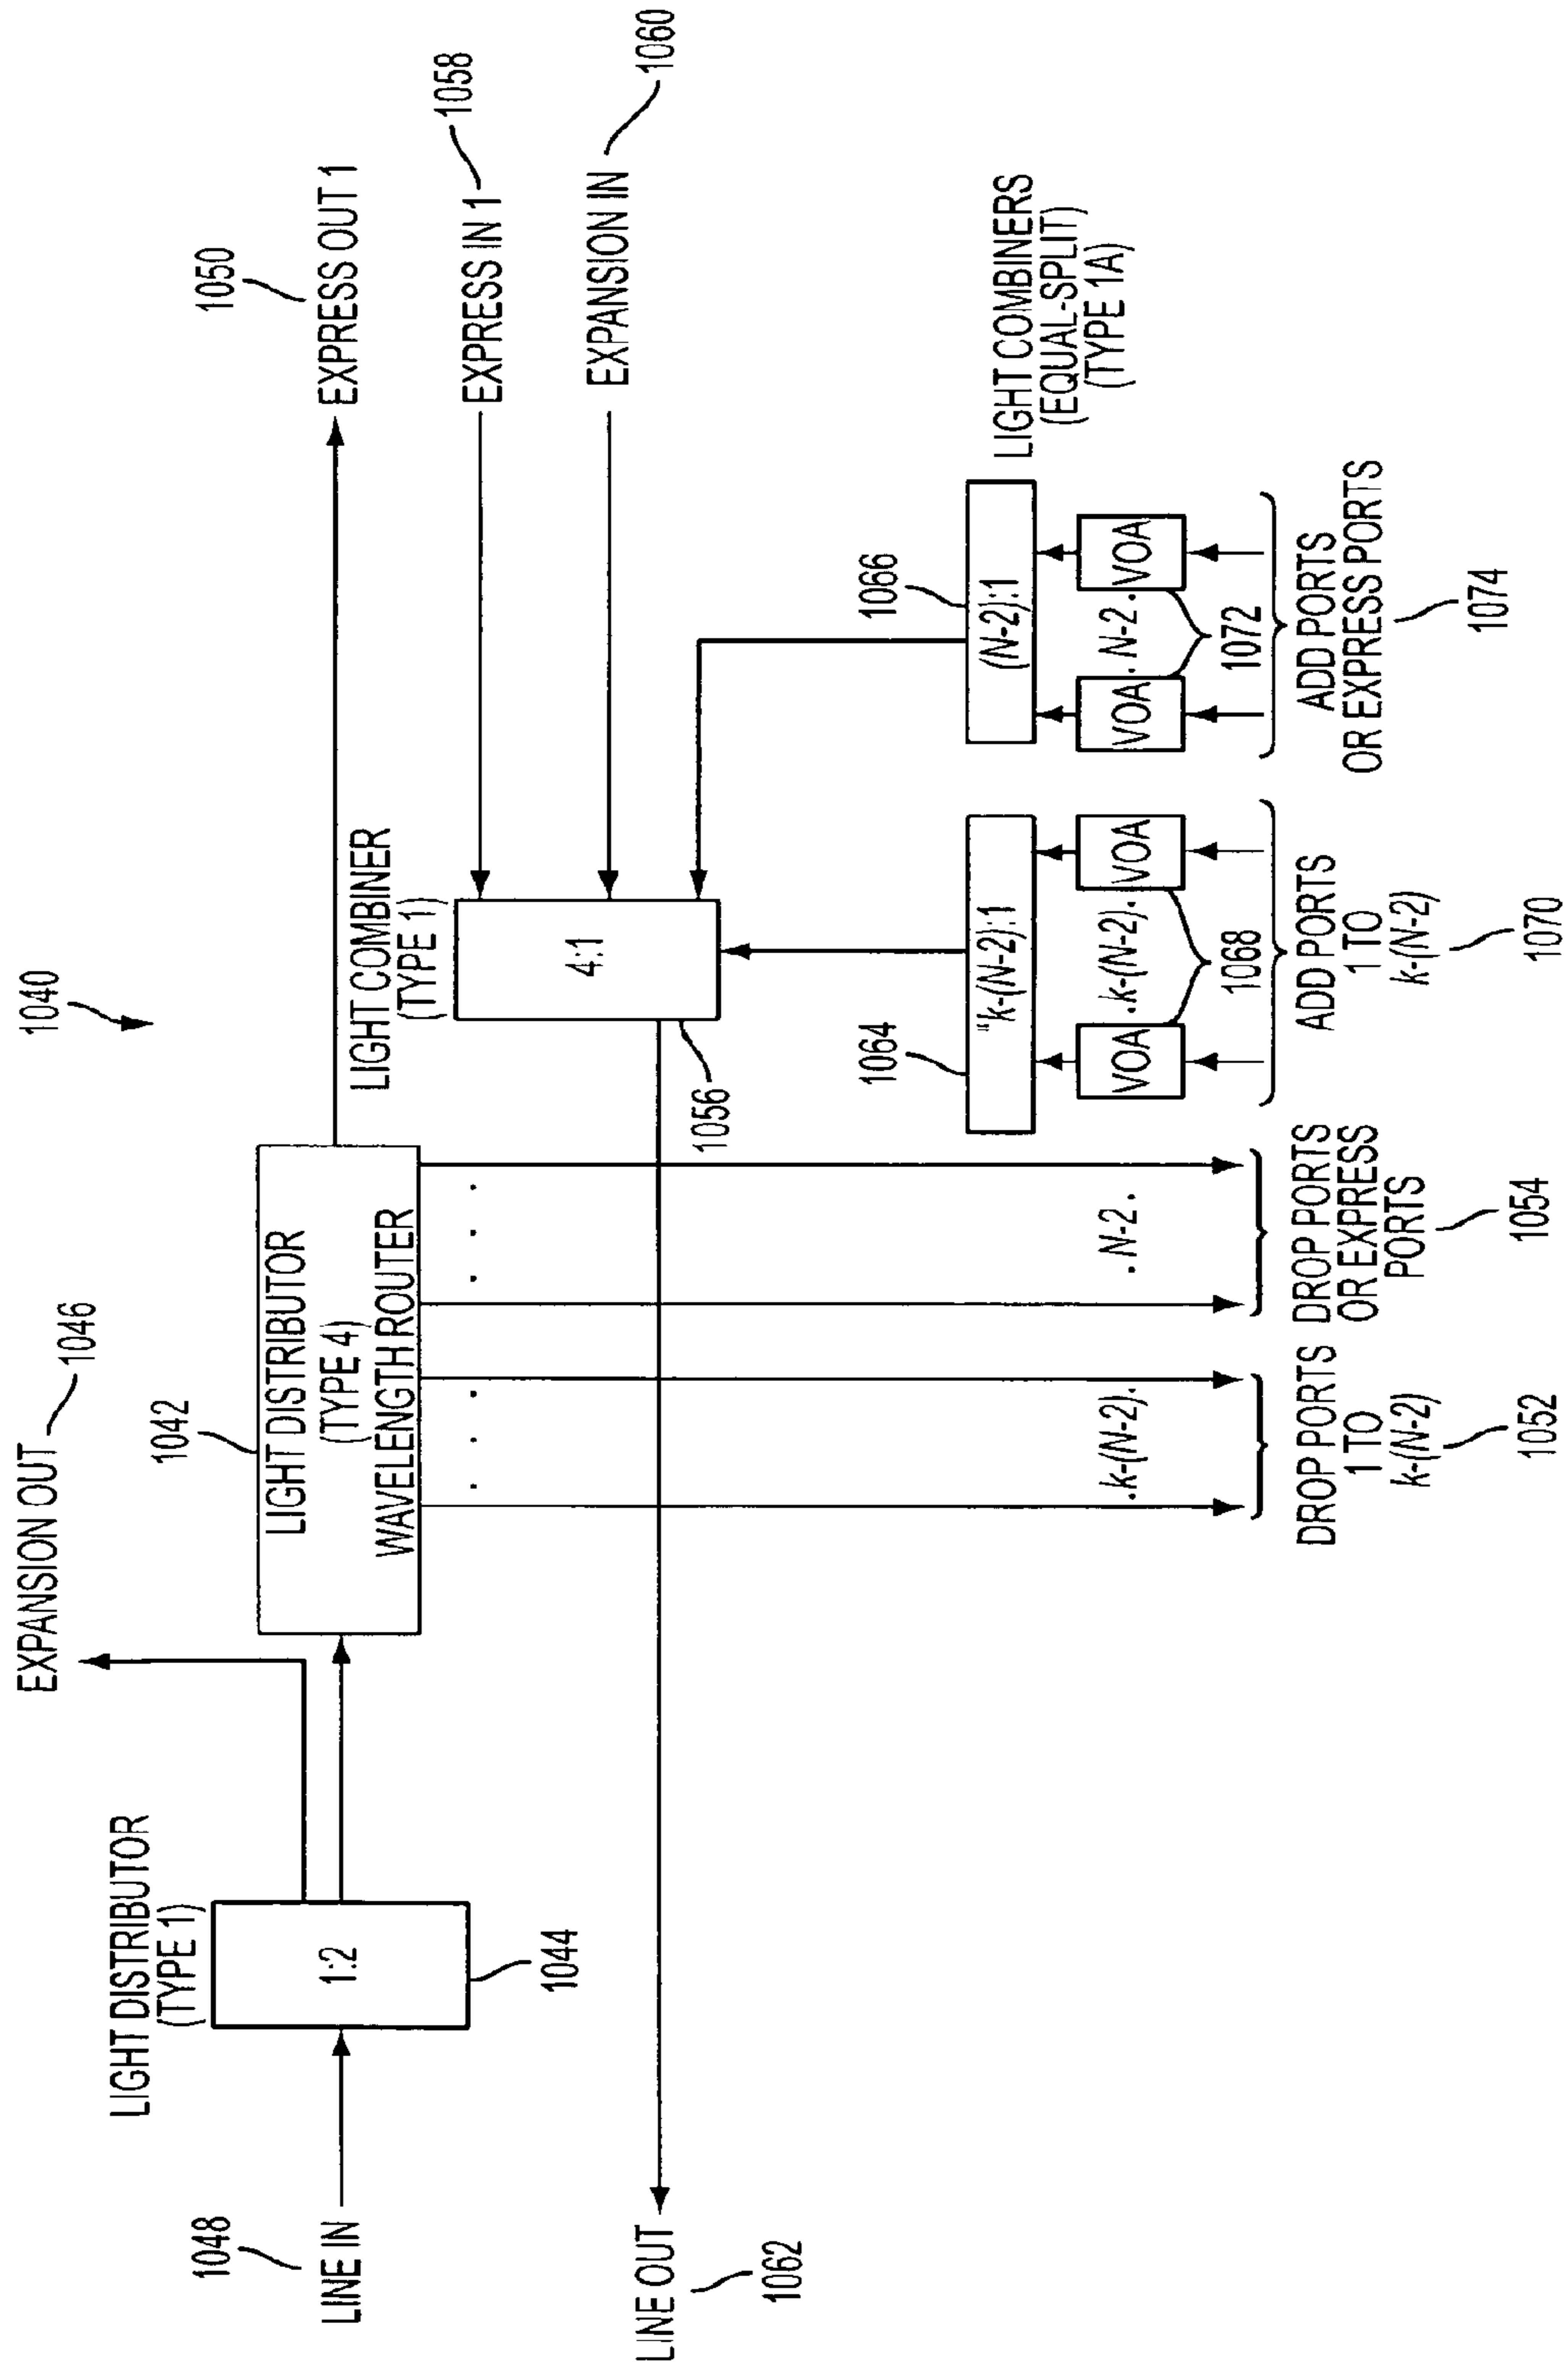 1040
EXPANSION OUT
1046
LIGHT DISTRIBUTOR
(TYPE 1)
1:2
1044
1048
LINE IN
1042
LIGHT DISTRIBUTOR
(TYPE 4)
WAVELENGTH ROUTER
1050
EXPRESS OUT 1
LIGHT COMBINER
(TYPE 1)
4:1
1056
1058
EXPRESS IN 1
1060
EXPANSION IN
LINE OUT
1062
. . .
. . .
.k-(N-2).
. N-2 .
DROP PORTS
1 TO
k-(N-2)
1052
DROP PORTS
OR EXPRESS
PORTS
1054
1064
"k-(N-2):1
VOA
.k-(N-2).
VOA
1068
ADD PORTS
1 TO
k-(N-2)
1070
1066
(N-2):1
LIGHT COMBINERS
(EQUAL-SPLIT)
(TYPE 1A)
VOA
. N-2 .
VOA
1072
ADD PORTS
OR EXPRESS PORTS
1074